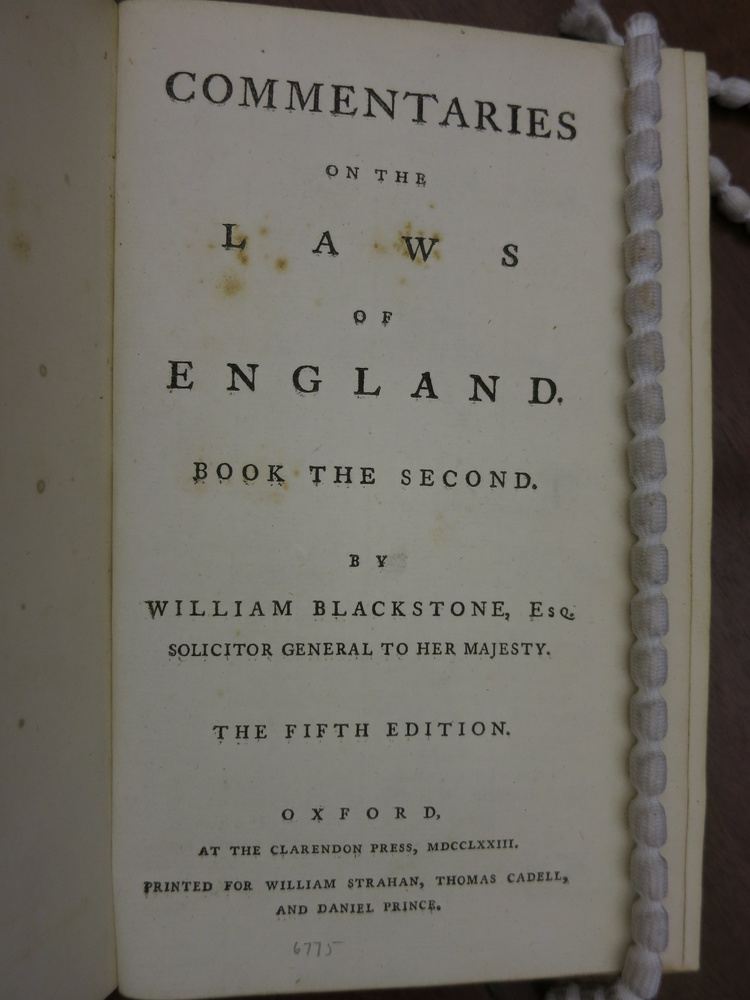 COMMENTARIES
ON THE
LAWS
OF
ENGLAND.
BOOK THE SECOND.
BY
WILLIAM BLACKSTONE, Esq.
SOLICITOR GENERAL TO HER MAJESTY.
THE FIFTH EDITION.
OXFORD,
AT THE CLARENDON PRESS, MDCCLXXIII.
PRINTED FOR WILLIAM STRAHAN, THOMAS CADELL,
AND DANIEL PRINCE.
6775